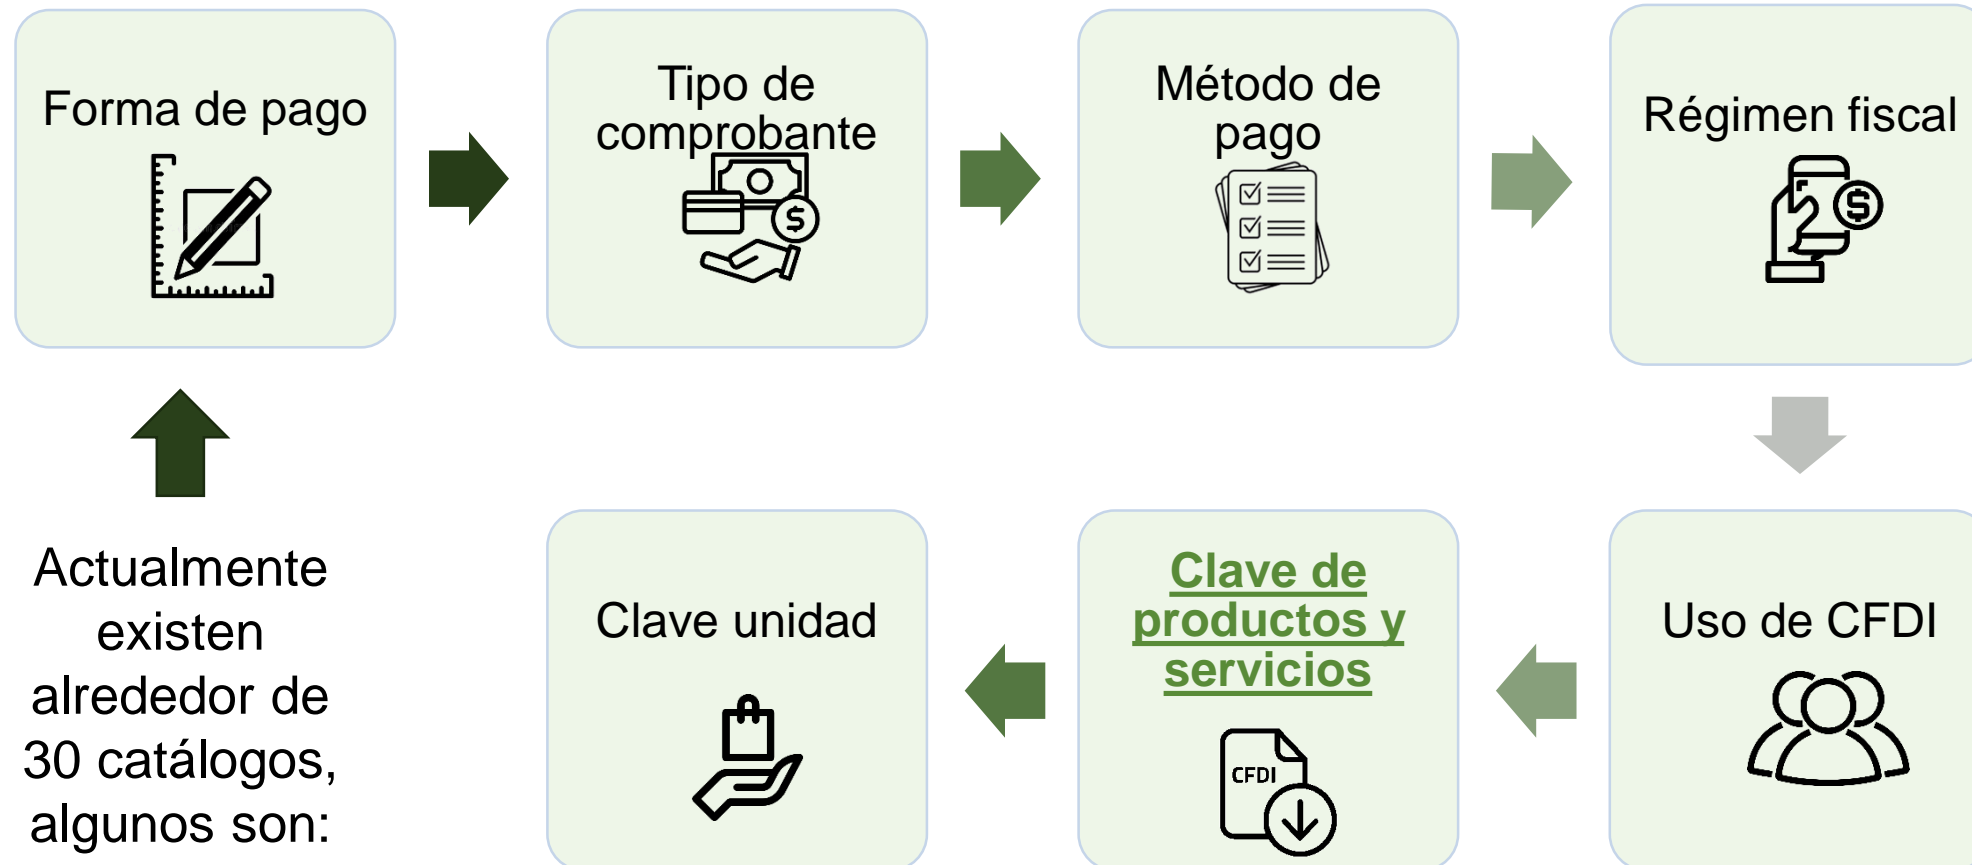 Actualmente
existen
alrededor de
30 catálogos,
algunos son:
Forma de pago
Tipo de
comprobante
Método de
pago
Régimen fiscal
Uso de CFDI
Clave de
productos y
servicios
CFDI
Clave unidad